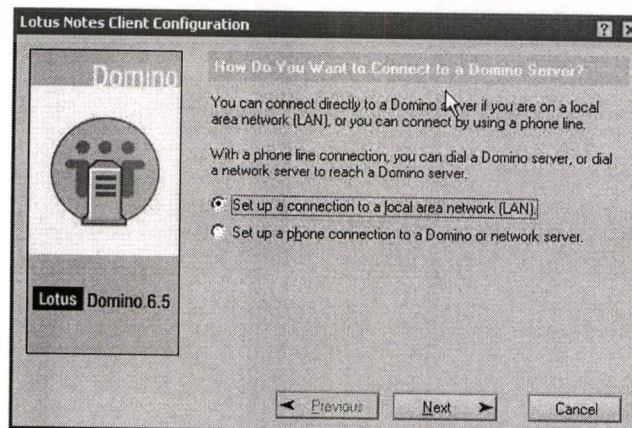 Lotus Notes Client Configuration
Domino
How Do You Want to Connect to a Domino Server?
You can connect directly to a Domino server if you are on a local
area network (LAN), or you can connect by using a phone line.
With a phone line connection, you can dial a Domino server, or dial
a network server to reach a Domino server.
Set up a connection to a local area network (LAN).
Set up a phone connection to a Domino or network server.
Lotus Domino 6.5
Previous
Next
Cancel